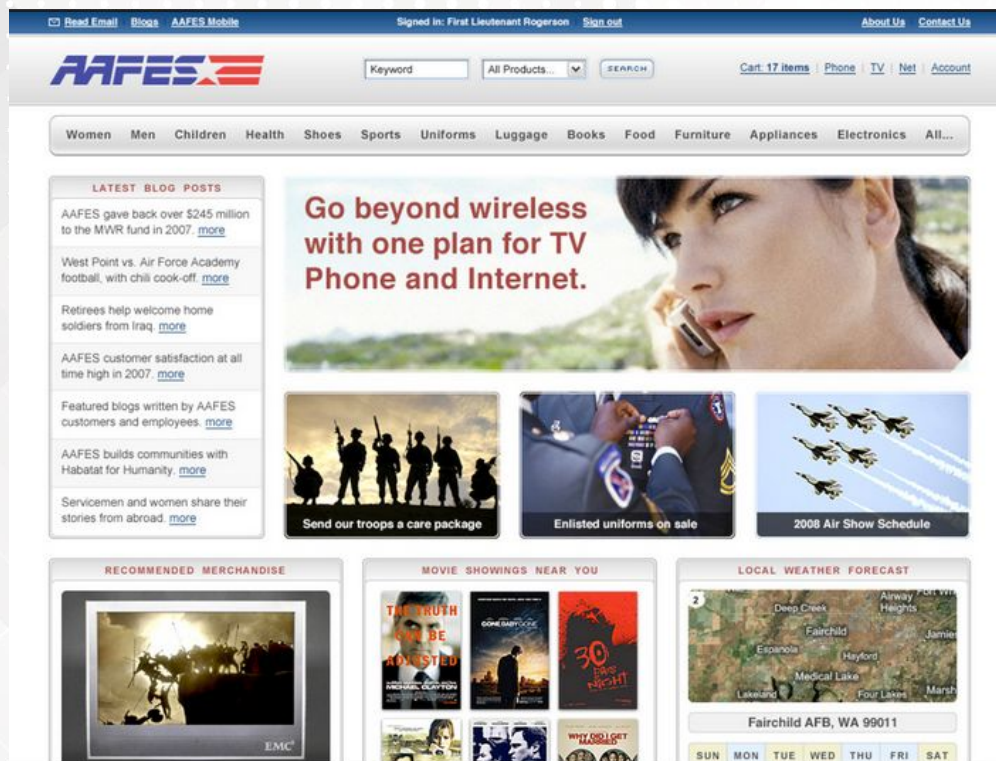 Read Email Blogs AAFES Mobile Signed in: First Lieutenant Rogerson Sign out About Us Contact Us
AAFES
Keyword All Products... SEARCH Cart: 17 items Phone TV Net Account
Women Men Children Health Shoes Sports Uniforms Luggage Books Food Furniture Appliances Electronics All...
LATEST BLOG POSTS
AAFES gave back over $245 million
to the MWR fund in 2007. more
West Point vs. Air Force Academy
football, with chili cook-off. more
Retirees help welcome home
soldiers from Iraq. more
AAFES customer satisfaction at all
time high in 2007. more
Featured blogs written by AAFES
customers and employees. more
AAFES builds communities with
Habatat for Humanity. more
Servicemen and women share their
stories from abroad. more
Go beyond wireless
with one plan for TV
Phone and Internet.
Send our troops a care package
Enlisted uniforms on sale
2008 Air Show Schedule
RECOMMENDED MERCHANDISE
EMC²
MOVIE SHOWINGS NEAR YOU
THE TRUTH
CAN BE
ADJUSTED
MICHAEL CLAYTON
GONE BABY GONE
30
DAYS
NIGHT
WHY DID I GET
MARRIED
LOCAL WEATHER FORECAST
2
Airway
Heights
Deep Creek
Fairchild
Jamie
Espanola
Hayford
Medical Lake
Lakeland
Four Lakes
Marsh
Fairchild AFB, WA 99011
SUN MON TUE WED THU FRI SAT